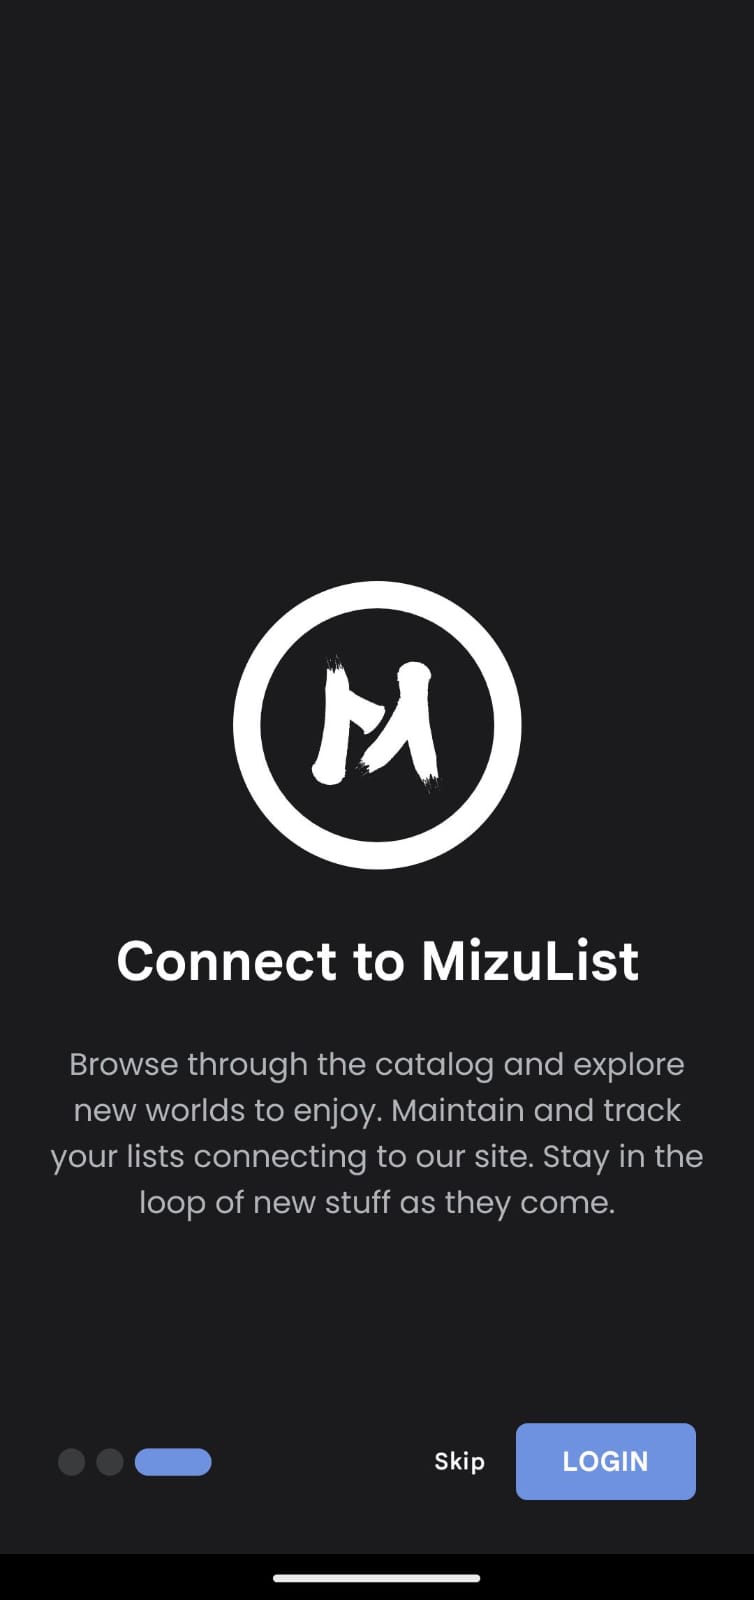 M
Connect to MizuList
Browse through the catalog and explore
new worlds to enjoy. Maintain and track
your lists connecting to our site. Stay in the
loop of new stuff as they come.
Skip
LOGIN